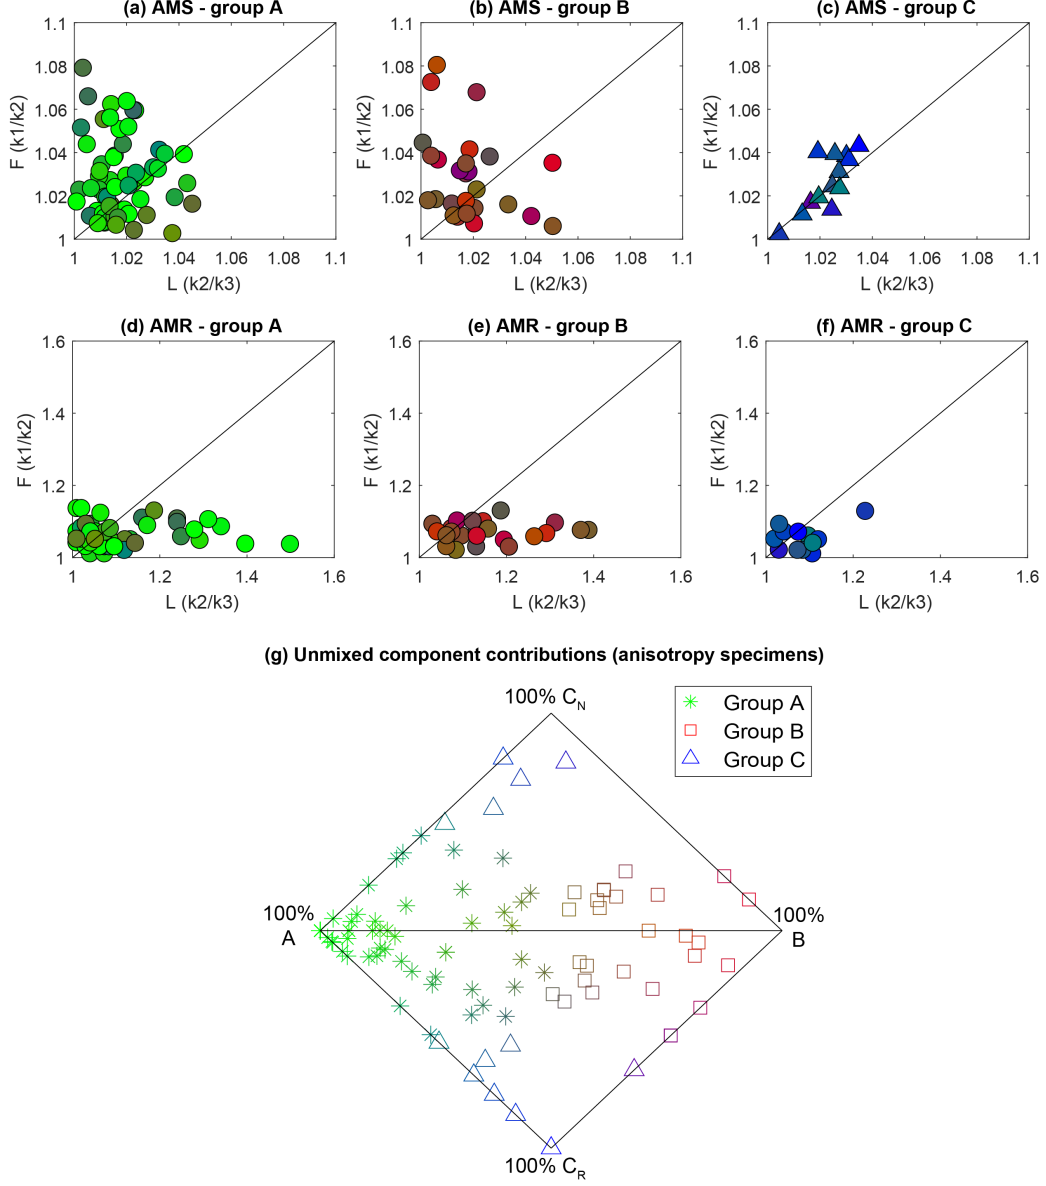 (a) AMS - group A
(b) AMS - group B
(c) AMS - group C
1.1
1.08
1.06
1.04
1.02
1
F (k1/k2)
1 1.02 1.04 1.06 1.08 1.1
L (k2/k3)
1.1
1.08
1.06
1.04
1.02
1
F (k1/k2)
1 1.02 1.04 1.06 1.08 1.1
L (k2/k3)
1.1
1.08
1.06
1.04
1.02
1
F (k1/k2)
1 1.02 1.04 1.06 1.08 1.1
L (k2/k3)
(d) AMR - group A
(e) AMR - group B
(f) AMR - group C
1.6
1.4
1.2
1
F (k1/k2)
1 1.2 1.4 1.6
L (k2/k3)
1.6
1.4
1.2
1
F (k1/k2)
1 1.2 1.4 1.6
L (k2/k3)
1.6
1.4
1.2
1
F (k1/k2)
1 1.2 1.4 1.6
L (k2/k3)
(g) Unmixed component contributions (anisotropy specimens)
100% CN
Group A
Group B
Group C
100%
A
100%
B
100% CR